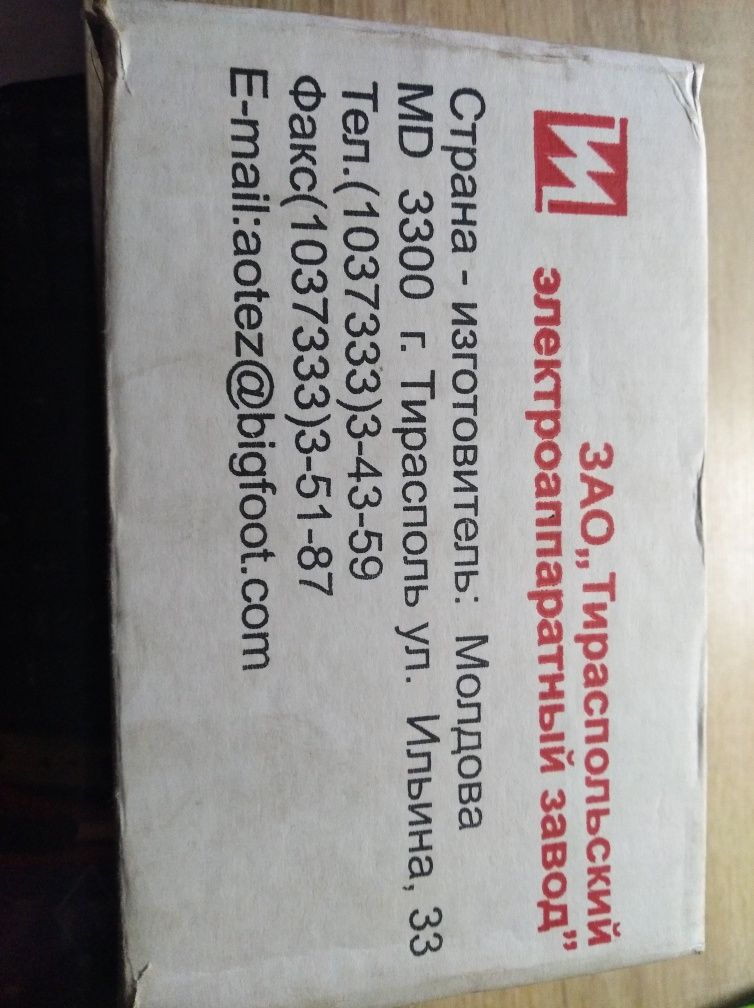 ЗАО„Тираспольский
электроаппаратный завод”
Страна - изготовитель: Молдова
MD 3300 г. Тирасполь ул. Ильина, 33
Тел.(1037333)3-43-59
Факс(1037333)3-51-87
E-mail:aotez@bigfoot.com